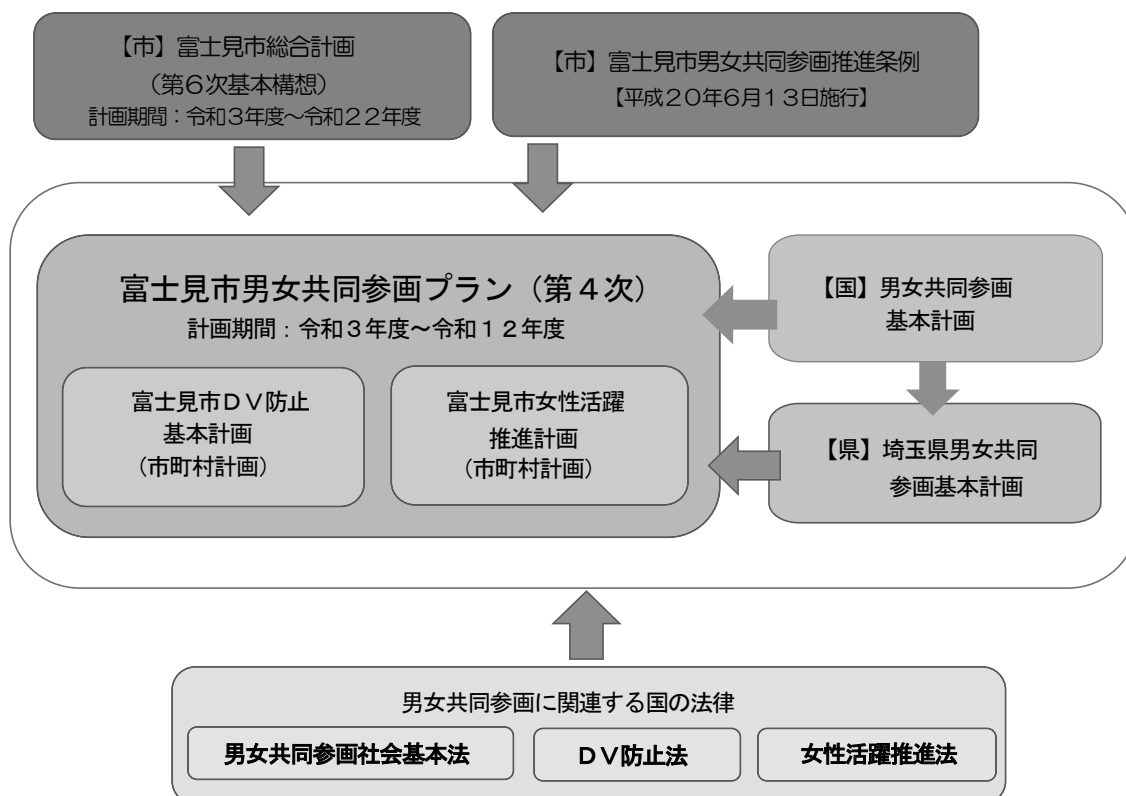 【市】富士見市総合計画
(第6次基本構想)
計画期間：令和3年度～令和22年度
【市】富士見市男女共同参画推進条例
【平成20年6月13日施行】
富士見市男女共同参画プラン（第４次）
計画期間：令和３年度～令和１２年度
富士見市ＤＶ防止
基本計画
(市町村計画)
富士見市女性活躍
推進計画
(市町村計画)
【国】男女共同参画
基本計画
【県】埼玉県男女共同
参画基本計画
男女共同参画に関連する国の法律
男女共同参画社会基本法
ＤＶ防止法
女性活躍推進法